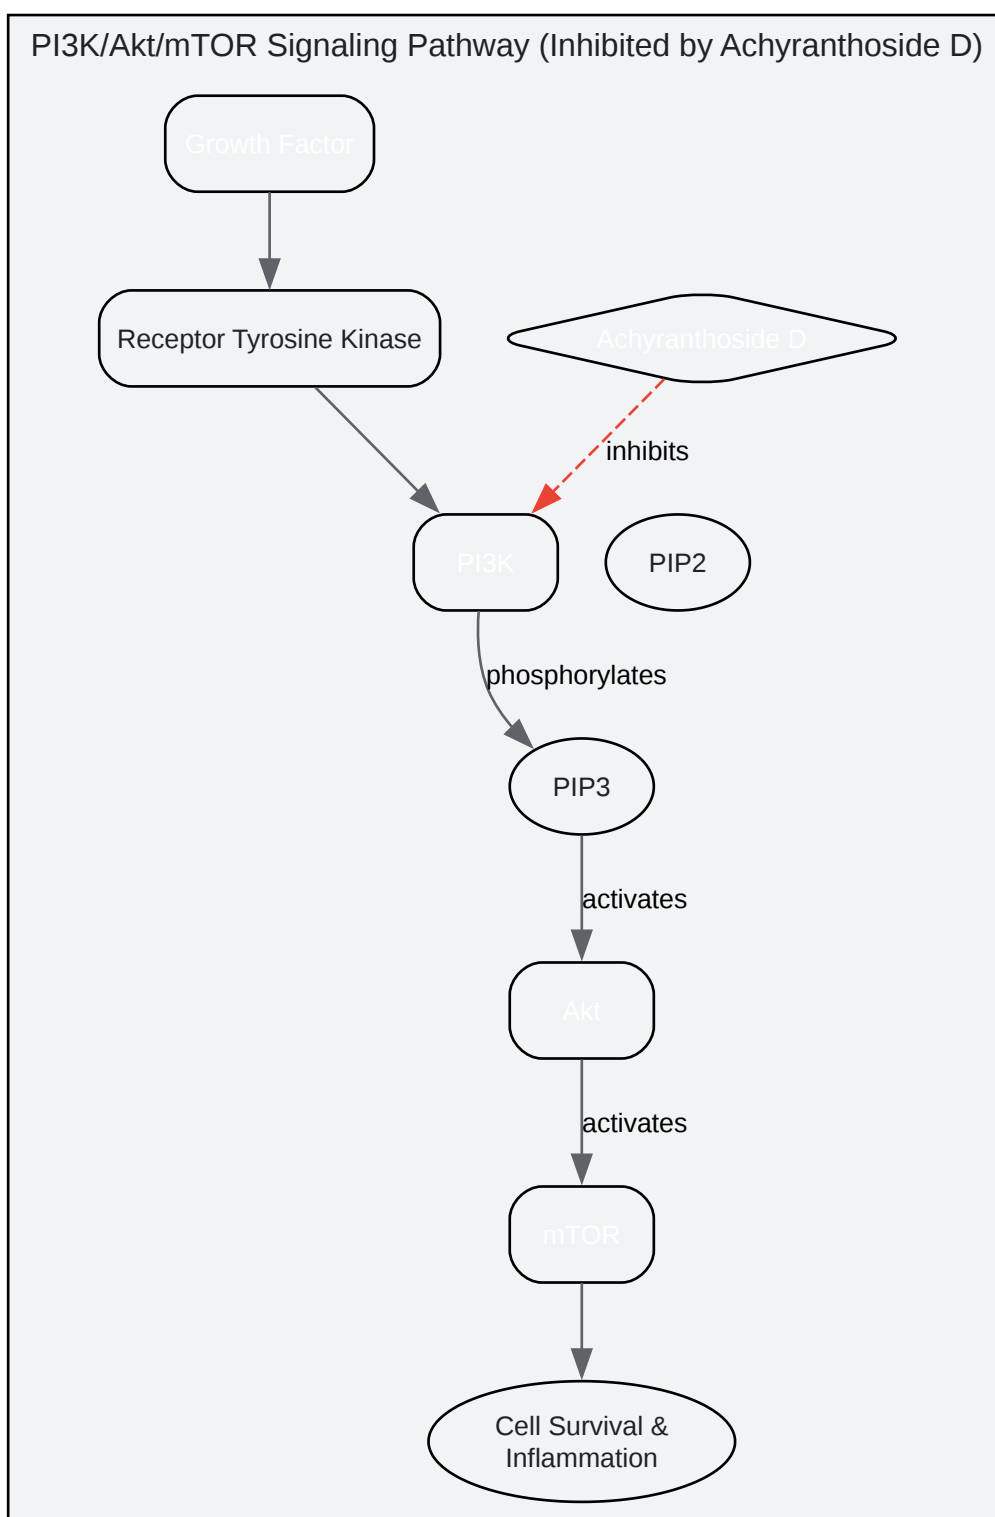 PI3K/Akt/mTOR Signaling Pathway (Inhibited by Achyranthoside D)
Growth Factor
Receptor Tyrosine Kinase
Achyranthoside D
inhibits
PI3K
PIP2
phosphorylates
PIP3
activates
Akt
activates
mTOR
Cell Survival &
Inflammation